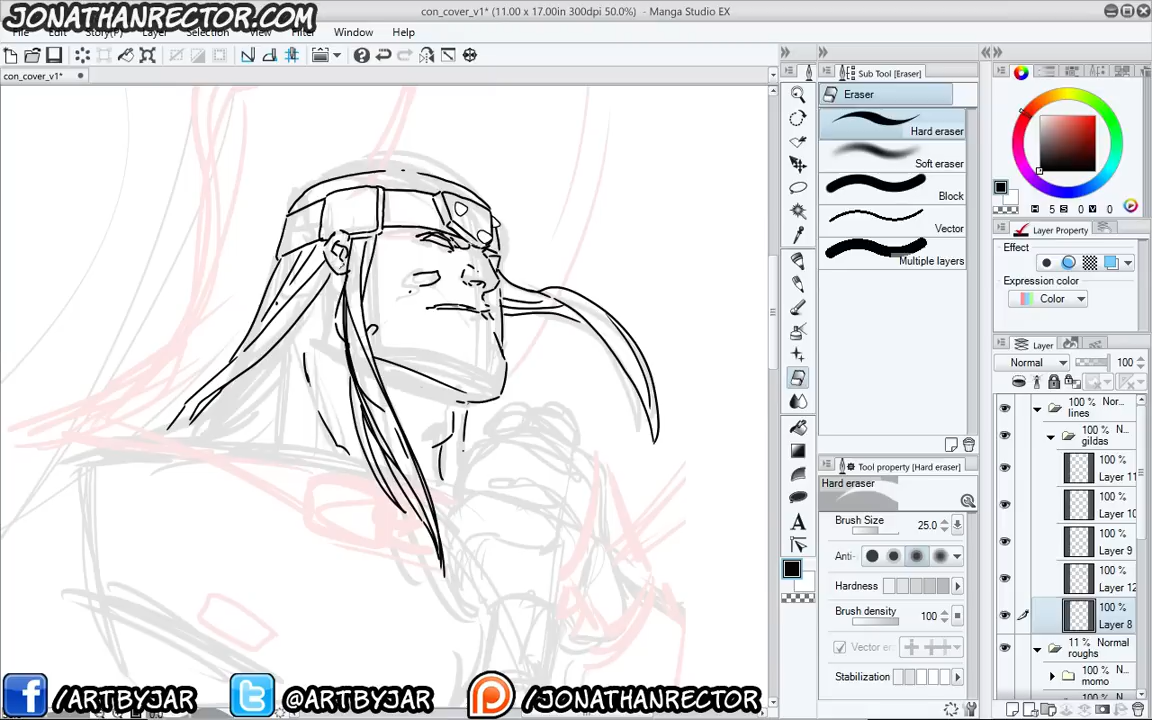 JONATHANRECTOR.COM
con_cover_v1* (11.00 x 17.00in 300dpi 50.0%) - Manga Studio EX
File Edit Story(P) Layer Selection View Filter Window Help
con_cover_v1*
Sub Tool [Eraser]
Eraser
Hard eraser
Soft eraser
Block
Vector
Multiple layers
H 5 S 0 V 0
Layer Property
Effect
Expression color
Color
Layer
Normal 100
100 % Nor...
lines
100 % N...
gildas
100 %
Layer 11
100 %
Layer 10
100 %
Layer 9
100 %
Layer 12
100 %
Layer 8
11 % Normal
roughs
100 %
momo
Tool property [Hard eraser]
Hard eraser
Brush Size 25.0
Anti-
Hardness
Brush density 100
Vector er
Stabilization
/ARTBYJAR
@ARTBYJAR
/JONATHANRECTOR